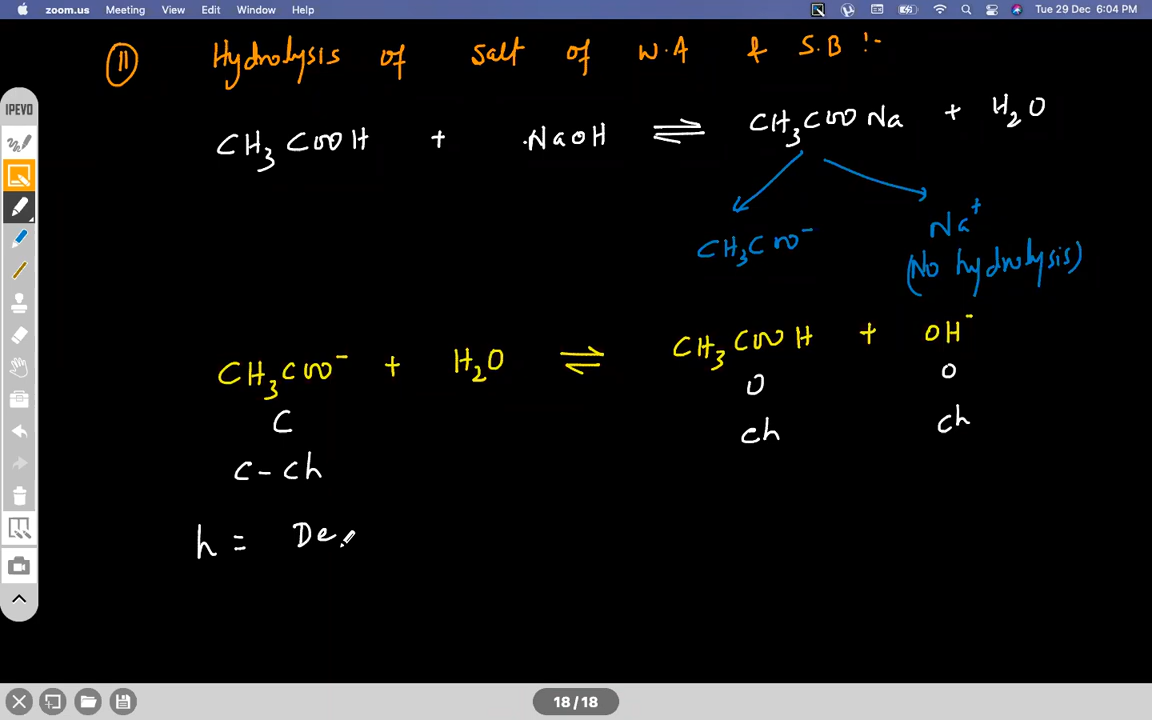 zoom.us Meeting View Edit Window Help Tue 29 Dec 6:04 PM
⑪ Hydrolysis of salt of W.A & S.B :-
IPEVO
CH₃COOH + NaOH ⇌ CH₃COONa + H₂O
CH₃COO⁻ Na⁺
(No hydrolysis)
CH₃COO⁻ + H₂O ⇌ CH₃COOH + OH⁻
C 0 0
C-Ch Ch Ch
h = De
18/18